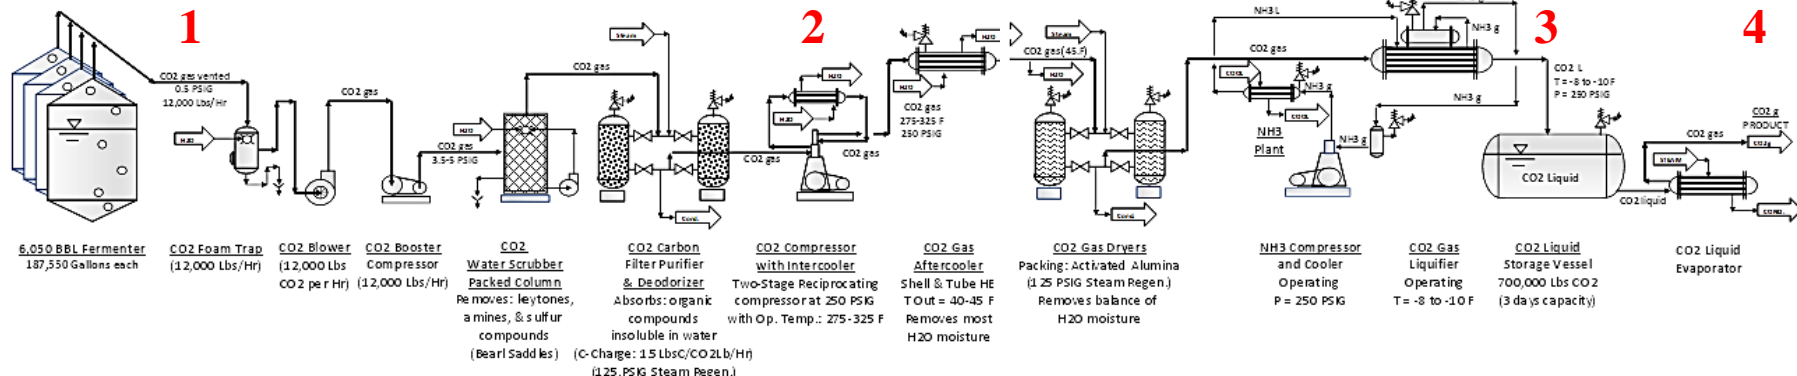 1
2
3
4
CO2 gas vented
0.5 PSIG
12,000 Lbs/Hr
H2O
CO2 gas
H2O
CO2 gas
3.5-5 PSIG
CO2 gas
Steam
CO2 gas
Cond.
CO2 gas
H2O
H2O
CO2 gas
H2O
H2O
CO2 gas
275-325 F
250 PSIG
CO2 gas(45 F)
Steam
H2O
Cond.
CO2 gas
NH3 L
COOL
COOL
NH3 g
NH3
Plant
NH3 g
NH3 g
NH3 g
CO2 L
T = -8 to -10 F
P = 250 PSIG
CO2 Liquid
CO2 liquid
STEAM
CO2 gas
CO2 g
PRODUCT
CO2g
COND.
6,050 BBL Fermenter
187,550 Gallons each
CO2 Foam Trap
(12,000 Lbs/Hr)
CO2 Blower
(12,000 Lbs
CO2 per Hr)
CO2 Booster
Compressor
(12,000 Lbs/Hr)
CO2
Water Scrubber
Packed Column
Removes: leytones,
amines, & sulfur
compounds
(Bearl Saddles)
CO2 Carbon
Filter Purifier
& Deodorizer
Absorbs: organic
compounds
insoluble in water
(C-Charge: 15 LbsC/CO2Lb/Hr)
(125.PSIG Steam Regen.)
CO2 Compressor
with Intercooler
Two-Stage Reciprocating
compressor at 250 PSIG
with Op. Temp.: 275-325 F
CO2 Gas
Aftercooler
Shell & Tube HE
T Out = 40-45 F
Removes most
H2O moisture
CO2 Gas Dryers
Packing: Activated Alumina
(125 PSIG Steam Regen.)
Removes balance of
H2O moisture
NH3 Compressor
and Cooler
Operating
P = 250 PSIG
CO2 Gas
Liquifier
Operating
T= -8 to -10 F
CO2 Liquid
Storage Vessel
700,000 Lbs CO2
(3 days capacity)
CO2 Liquid
Evaporator